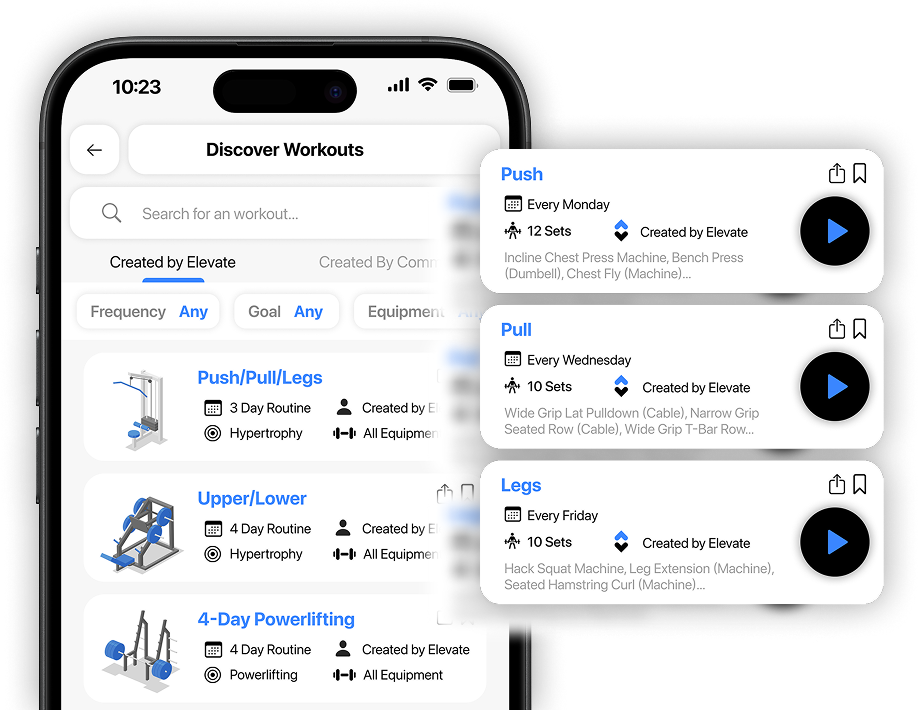 10:23
Discover Workouts
Search for an workout...
Created by Elevate
Created By Comm
Frequency Any
Goal Any
Equipment Any
Push/Pull/Legs
3 Day Routine
Created by El
Hypertrophy
All Equipmen
Upper/Lower
4 Day Routine
Created by E
Hypertrophy
All Equipmen
4-Day Powerlifting
4 Day Routine
Created by Elevate
Powerlifting
All Equipment
Push
Every Monday
12 Sets
Created by Elevate
Incline Chest Press Machine, Bench Press
(Dumbell), Chest Fly (Machine)...
Pull
Every Wednesday
10 Sets
Created by Elevate
Wide Grip Lat Pulldown (Cable), Narrow Grip
Seated Row (Cable), Wide Grip T-Bar Row...
Legs
Every Friday
10 Sets
Created by Elevate
Hack Squat Machine, Leg Extension (Machine),
Seated Hamstring Curl (Machine)...